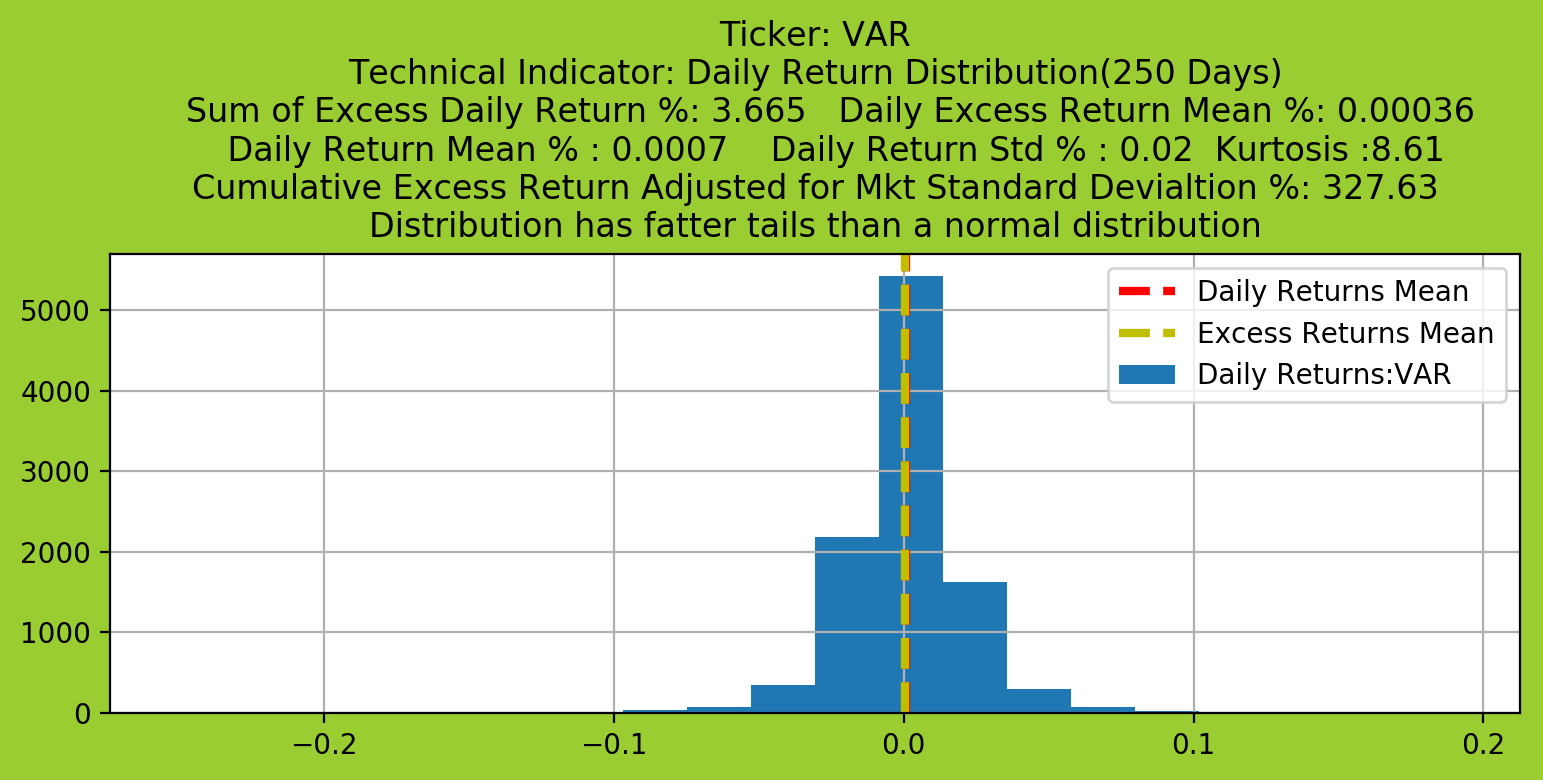 Ticker: VAR
Technical Indicator: Daily Return Distribution(250 Days)
Sum of Excess Daily Return %: 3.665   Daily Excess Return Mean %: 0.00036
Daily Return Mean % : 0.0007    Daily Return Std % : 0.02  Kurtosis :8.61
Cumulative Excess Return Adjusted for Mkt Standard Devialtion %: 327.63
Distribution has fatter tails than a normal distribution
Daily Returns Mean
Excess Returns Mean
Daily Returns:VAR
5000
4000
3000
2000
1000
0
−0.2 −0.1 0.0 0.1 0.2